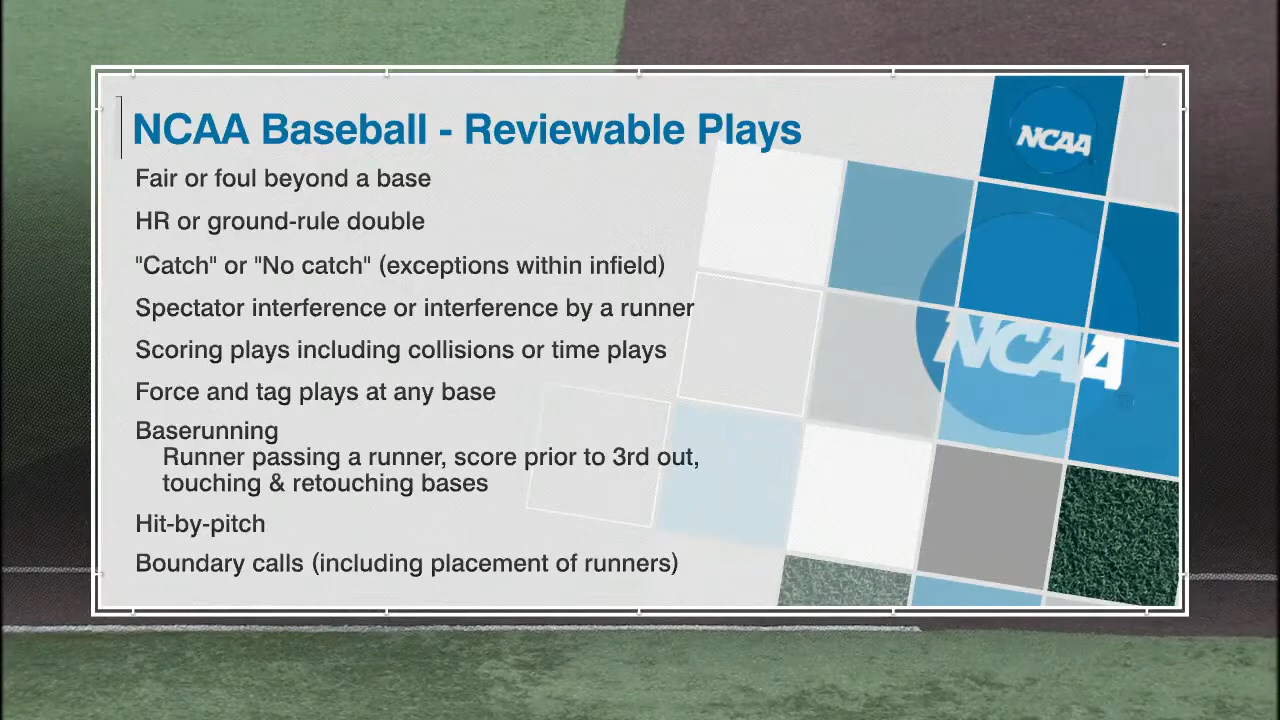 NCAA Baseball - Reviewable Plays
NCAA
Fair or foul beyond a base
HR or ground-rule double
"Catch" or "No catch" (exceptions within infield)
Spectator interference or interference by a runner
NCAA
Scoring plays including collisions or time plays
Force and tag plays at any base
Baserunning
Runner passing a runner, score prior to 3rd out,
touching & retouching bases
Hit-by-pitch
Boundary calls (including placement of runners)